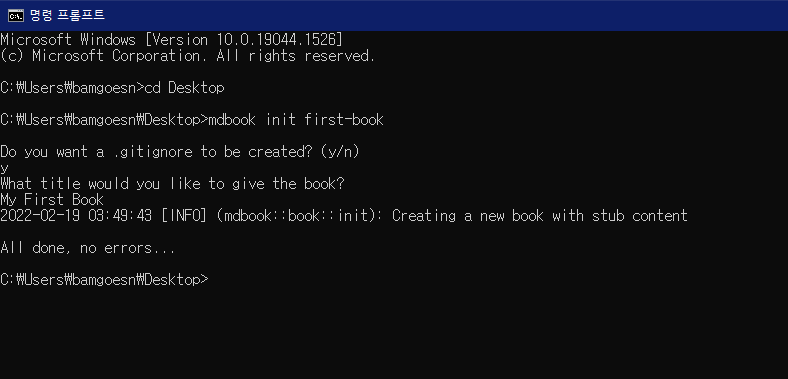 명령 프롬프트
Microsoft Windows [Version 10.0.19044.1526]
(c) Microsoft Corporation. All rights reserved.
C:₩Users₩bamgoesn>cd Desktop
C:₩Users₩bamgoesn₩Desktop>mdbook init first-book
Do you want a .gitignore to be created? (y/n)
y
What title would you like to give the book?
My First Book
2022-02-19 03:49:43 [INFO] (mdbook::book::init): Creating a new book with stub content
All done, no errors...
C:₩Users₩bamgoesn₩Desktop>